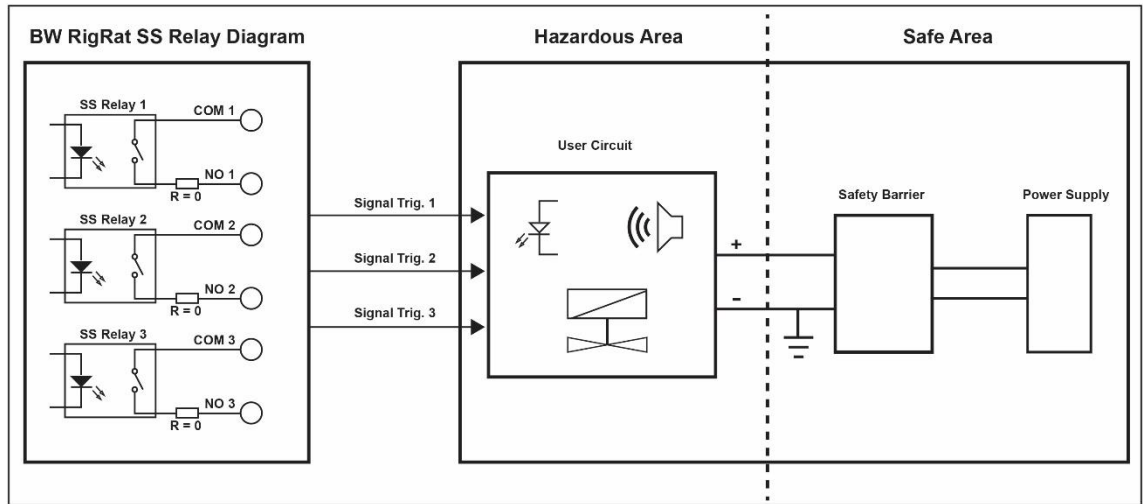 BW RigRat SS Relay Diagram
Hazardous Area
Safe Area
SS Relay 1
COM 1
NO 1
R = 0
SS Relay 2
COM 2
NO 2
R = 0
SS Relay 3
COM 3
NO 3
R = 0
Signal Trig. 1
Signal Trig. 2
Signal Trig. 3
User Circuit
+
-
Safety Barrier
Power Supply